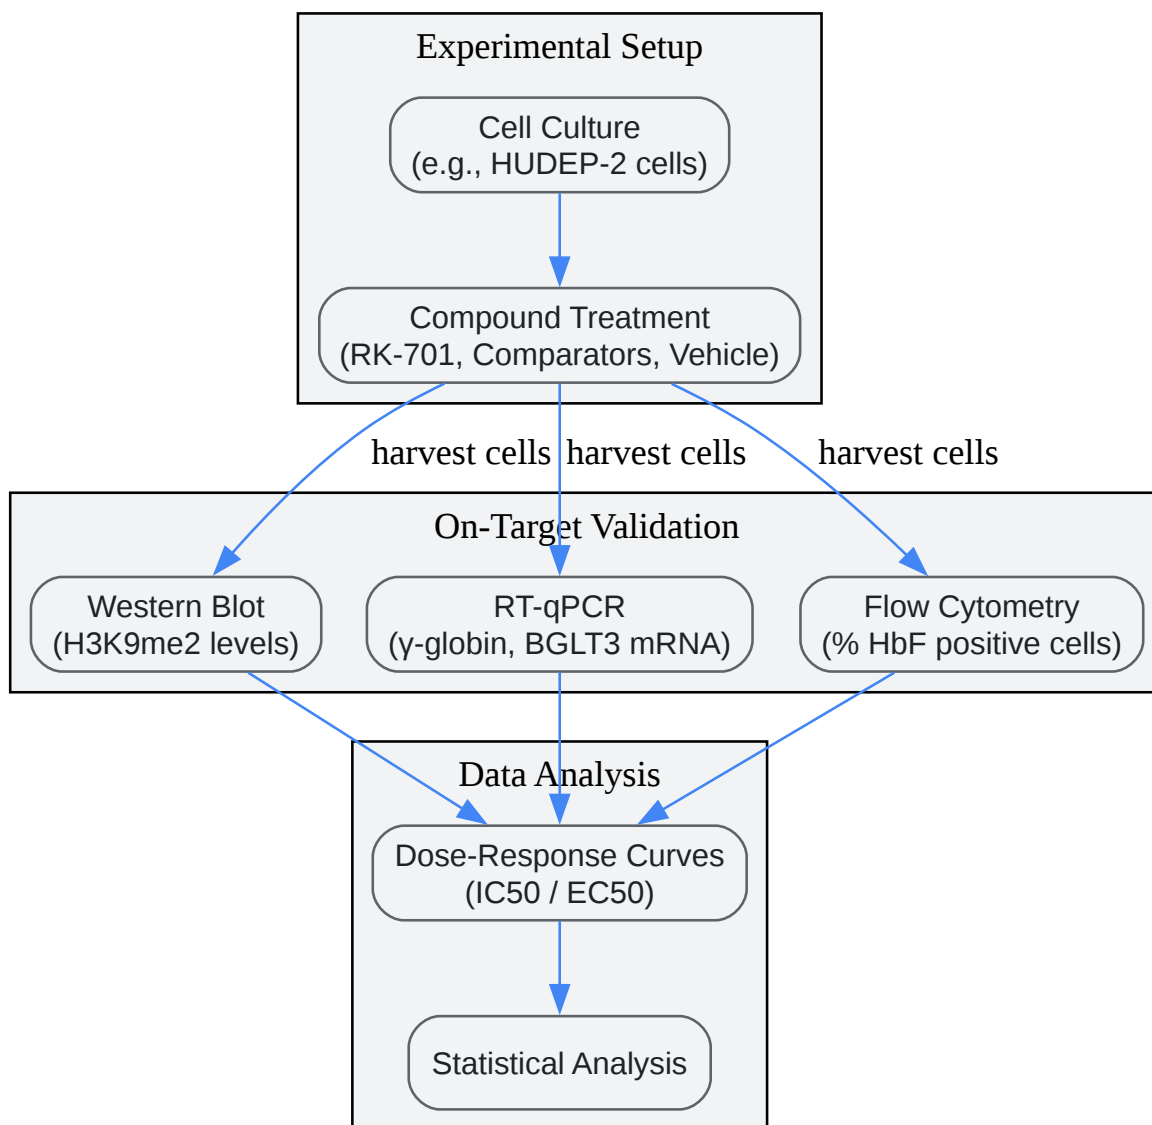 Experimental Setup
Cell Culture
(e.g., HUDEP-2 cells)
Compound Treatment
(RK-701, Comparators, Vehicle)
harvest cells
harvest cells
harvest cells
On-Target Validation
Western Blot
(H3K9me2 levels)
RT-qPCR
(γ-globin, BGLT3 mRNA)
Flow Cytometry
(% HbF positive cells)
Data Analysis
Dose-Response Curves
(IC50 / EC50)
Statistical Analysis